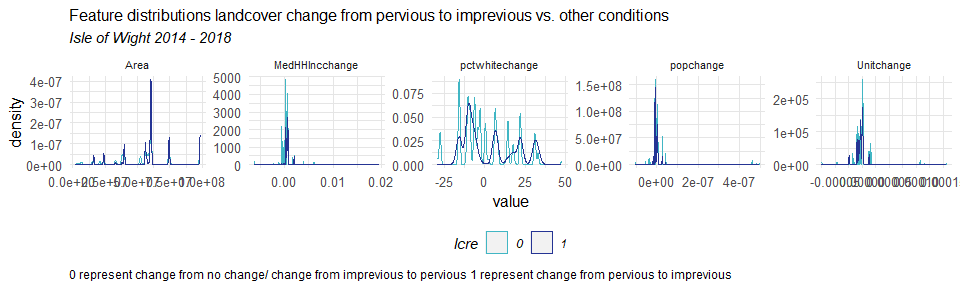 Feature distributions landcover change from pervious to imprevious vs. other conditions
Isle of Wight 2014 - 2018
Area MedHHIncchange pctwhitechange popchange Unitchange
density
4e-07
3e-07
2e-07
1e-07
0e+00
5000
4000
3000
2000
1000
0
0.00 0.01 0.02
0.075
0.050
0.025
0.000
-25 0 25 50
1.5e+08
1.0e+08
5.0e+07
0.0e+00
0e+00 2e-07 4e-07
2e+05
1e+05
0e+00
value
lcre 0 1
0 represent change from no change/ change from imprevious to pervious 1 represent change from pervious to imprevious